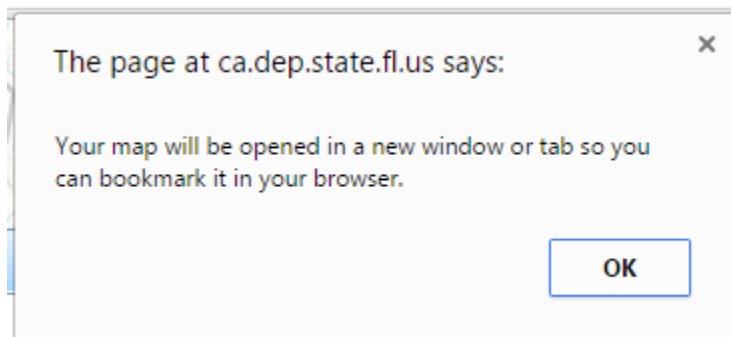 The page at ca.dep.state.fl.us says:
Your map will be opened in a new window or tab so you
can bookmark it in your browser.
OK